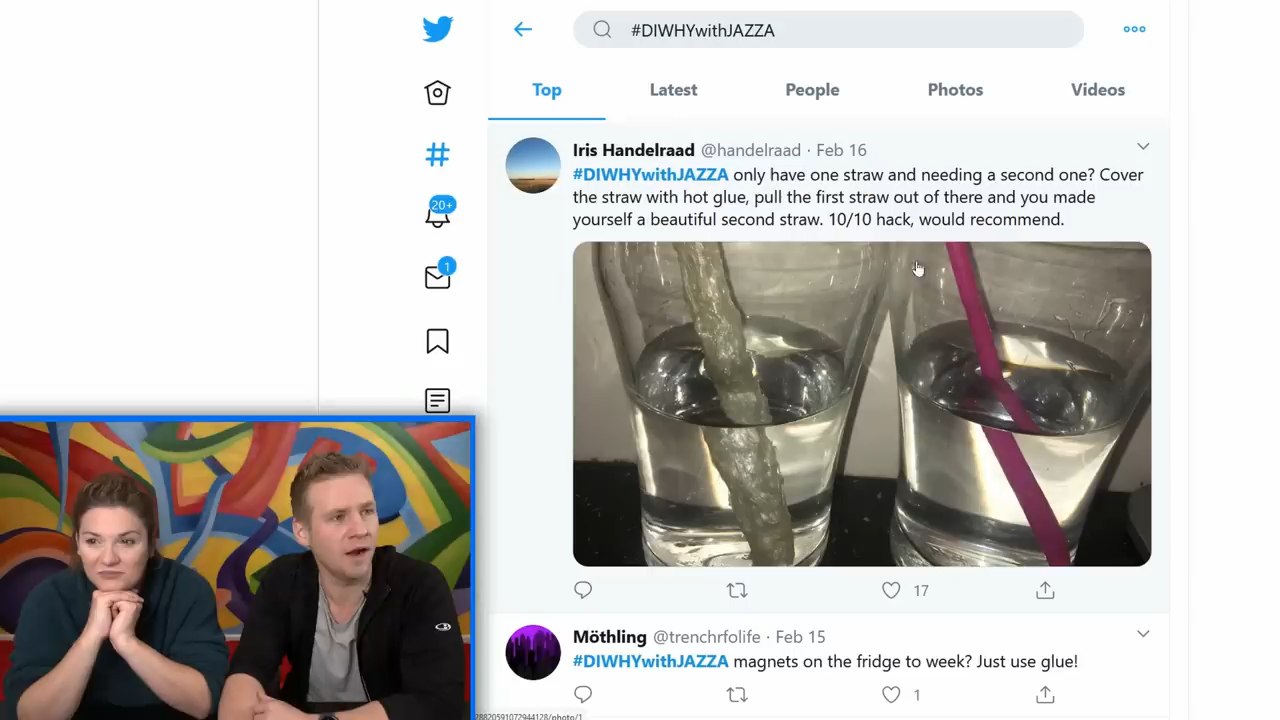 #DIWHYwithJAZZA
Top Latest People Photos Videos
Iris Handelraad @handelraad · Feb 16
#DIWHYwithJAZZA only have one straw and needing a second one? Cover
the straw with hot glue, pull the first straw out of there and you made
yourself a beautiful second straw. 10/10 hack, would recommend.
20+
1
17
Möthling @trenchrfolife · Feb 15
#DIWHYwithJAZZA magnets on the fridge to week? Just use glue!
1
28820591072944128/photo/1